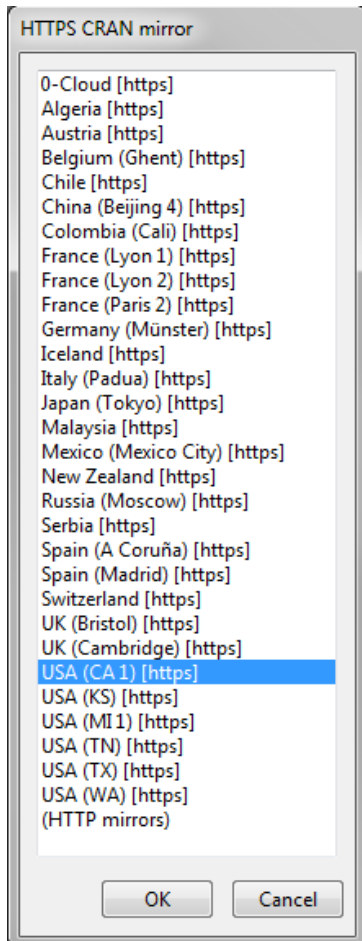 HTTPS CRAN mirror
0-Cloud [https]
Algeria [https]
Austria [https]
Belgium (Ghent) [https]
Chile [https]
China (Beijing 4) [https]
Colombia (Cali) [https]
France (Lyon 1) [https]
France (Lyon 2) [https]
France (Paris 2) [https]
Germany (Münster) [https]
Iceland [https]
Italy (Padua) [https]
Japan (Tokyo) [https]
Malaysia [https]
Mexico (Mexico City) [https]
New Zealand [https]
Russia (Moscow) [https]
Serbia [https]
Spain (A Coruña) [https]
Spain (Madrid) [https]
Switzerland [https]
UK (Bristol) [https]
UK (Cambridge) [https]
USA (CA 1) [https]
USA (KS) [https]
USA (MI 1) [https]
USA (TN) [https]
USA (TX) [https]
USA (WA) [https]
(HTTP mirrors)
OK Cancel